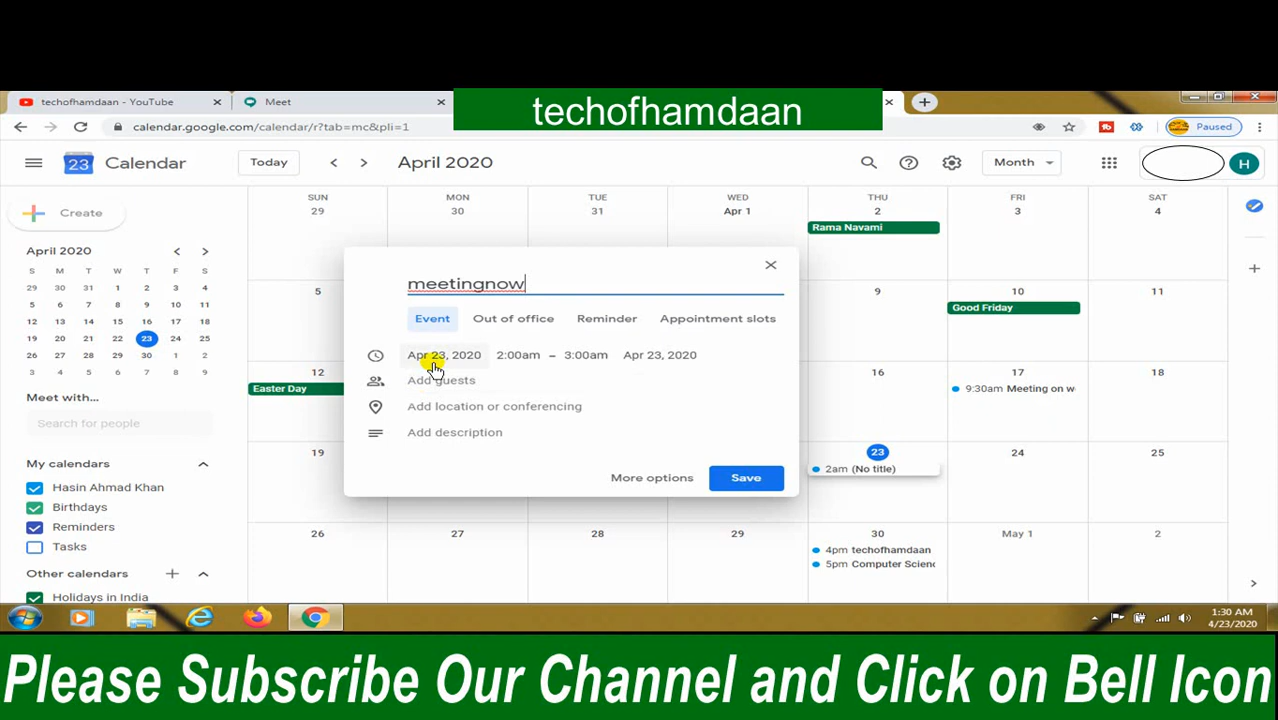 techofhamdaan - YouTube
Meet
techofhamdaan
calendar.google.com/calendar/r?tab=mc&pli=1
Paused
23 Calendar
Today
April 2020
Month
H
Create
April 2020
S M T W T F S
29 30 31 1 2 3 4
5 6 7 8 9 10 11
12 13 14 15 16 17 18
19 20 21 22 23 24 25
26 27 28 29 30 1 2
3 4 5 6 7 8 9
Meet with...
Search for people
My calendars
Hasin Ahmad Khan
Birthdays
Reminders
Tasks
Other calendars
Holidays in India
SUN MON TUE WED THU FRI SAT
29 30 31 Apr 1 2 3 4
Rama Navami
5 9 10 11
Good Friday
12 16 17 18
Easter Day
9:30am Meeting on w
19 23 24 25
2am (No title)
26 27 28 29 30 May 1 2
4pm techofhamdaan
5pm Computer Scienc
meetingnow
Event Out of office Reminder Appointment slots
Apr 23, 2020 2:00am – 3:00am Apr 23, 2020
Add guests
Add location or conferencing
Add description
More options Save
1:30 AM
4/23/2020
Please Subscribe Our Channel and Click on Bell Icon